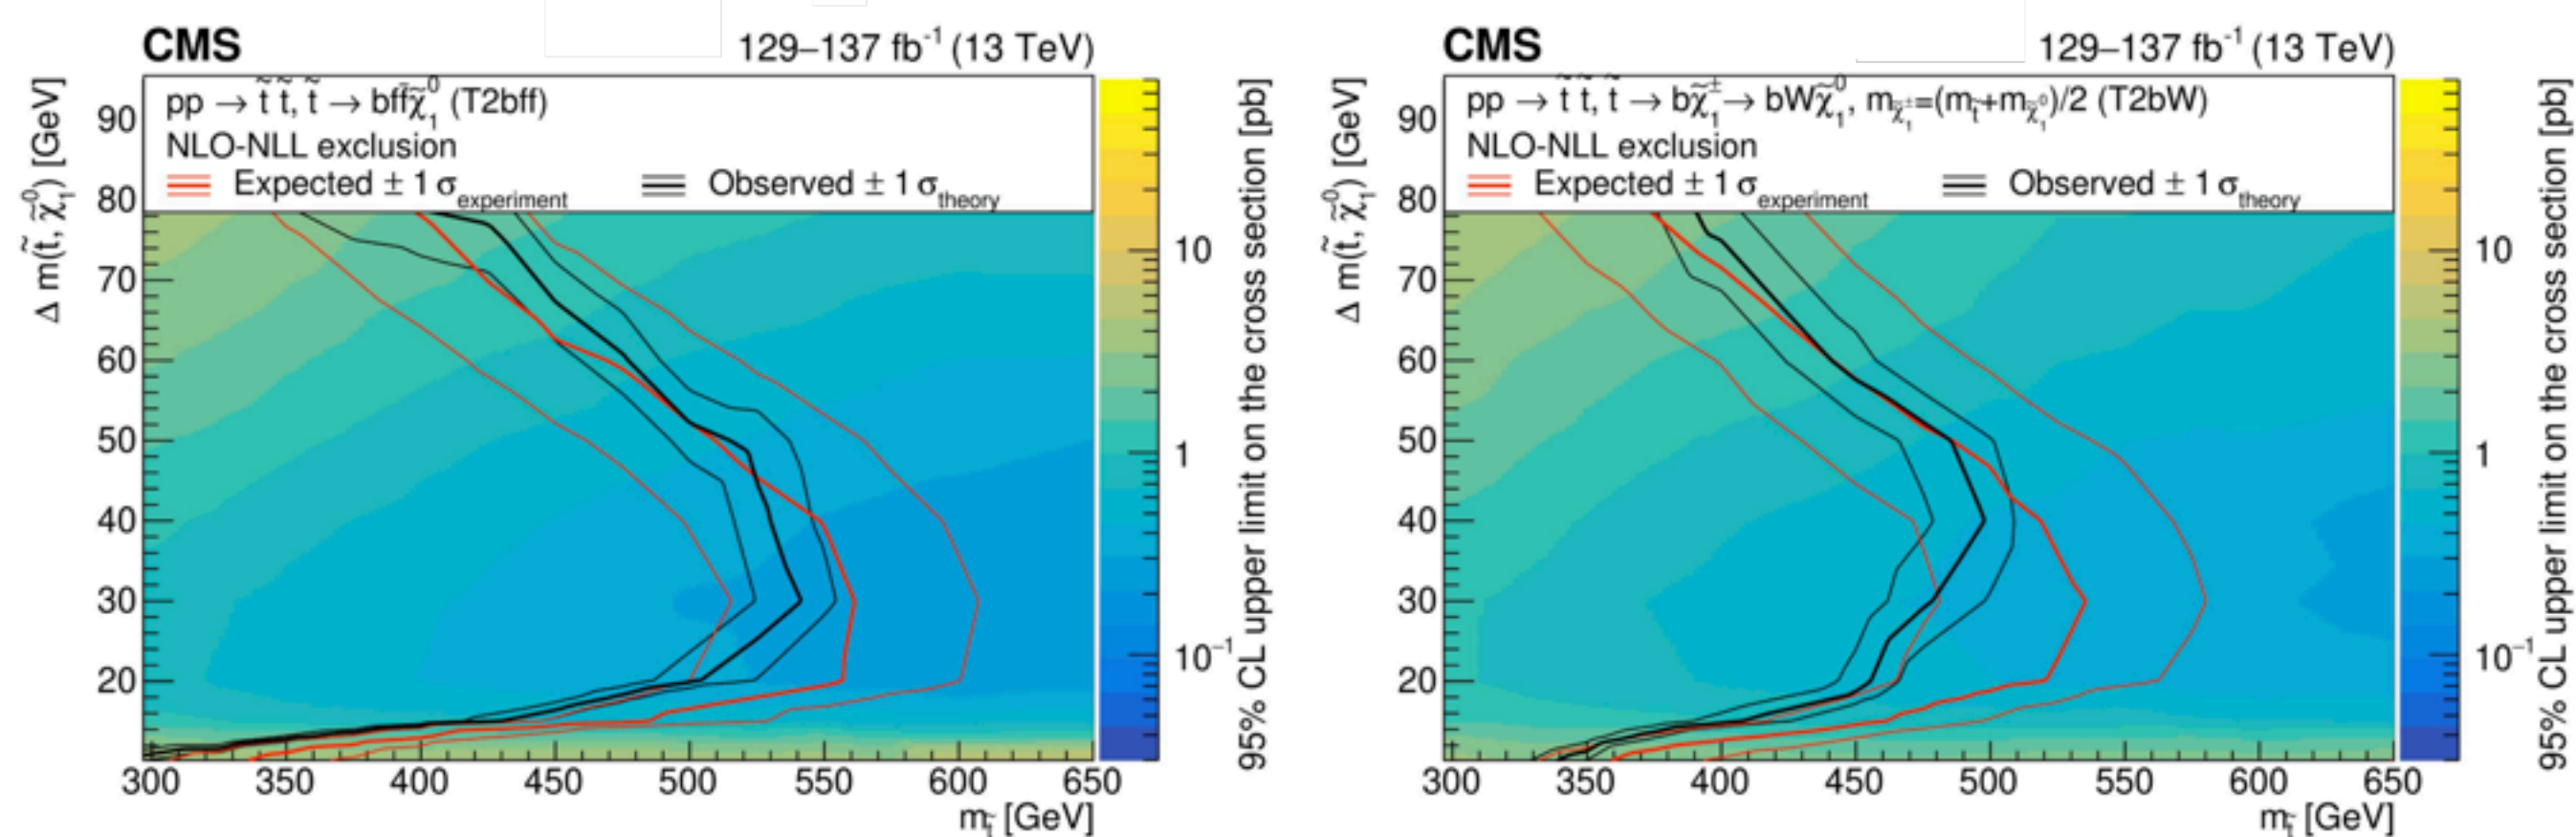 CMS
129–137 fb⁻¹ (13 TeV)
pp → t̃ t̃, t̃ → bff̄χ̃₁⁰ (T2bff)
NLO-NLL exclusion
Expected ± 1 σ_experiment
Observed ± 1 σ_theory
Δ m(t̃, χ̃₁⁰) [GeV]
90
80
70
60
50
40
30
20
300 350 400 450 500 550 600 650
m_t̃ [GeV]
10
1
10⁻¹
95% CL upper limit on the cross section [pb]
CMS
129–137 fb⁻¹ (13 TeV)
pp → t̃ t̃, t̃ → bχ̃₁^± → bWχ̃₁⁰, m_χ̃₁^± =(m_t̃+m_χ̃₁⁰)/2 (T2bW)
NLO-NLL exclusion
Expected ± 1 σ_experiment
Observed ± 1 σ_theory
Δ m(t̃, χ̃₁⁰) [GeV]
90
80
70
60
50
40
30
20
300 350 400 450 500 550 600 650
m_t̃ [GeV]
10
1
10⁻¹
95% CL upper limit on the cross section [pb]